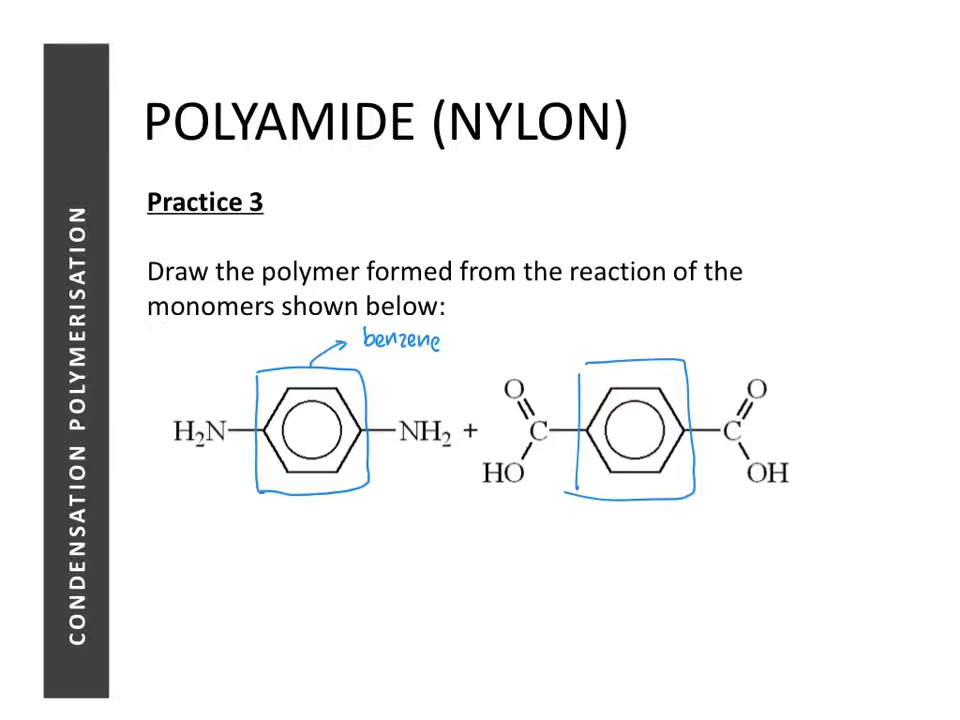 POLYAMIDE (NYLON)
Practice 3
Draw the polymer formed from the reaction of the
monomers shown below:
benzene
H₂N NH₂ + HO C O C O OH
CONDENSATION POLYMERISATION